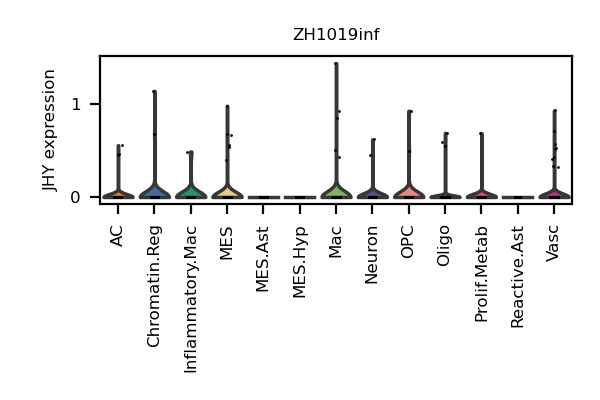 ZH1019inf
JHY expression
1
0
AC
Chromatin.Reg
Inflammatory.Mac
MES
MES.Ast
MES.Hyp
Mac
Neuron
OPC
Oligo
Prolif.Metab
Reactive.Ast
Vasc